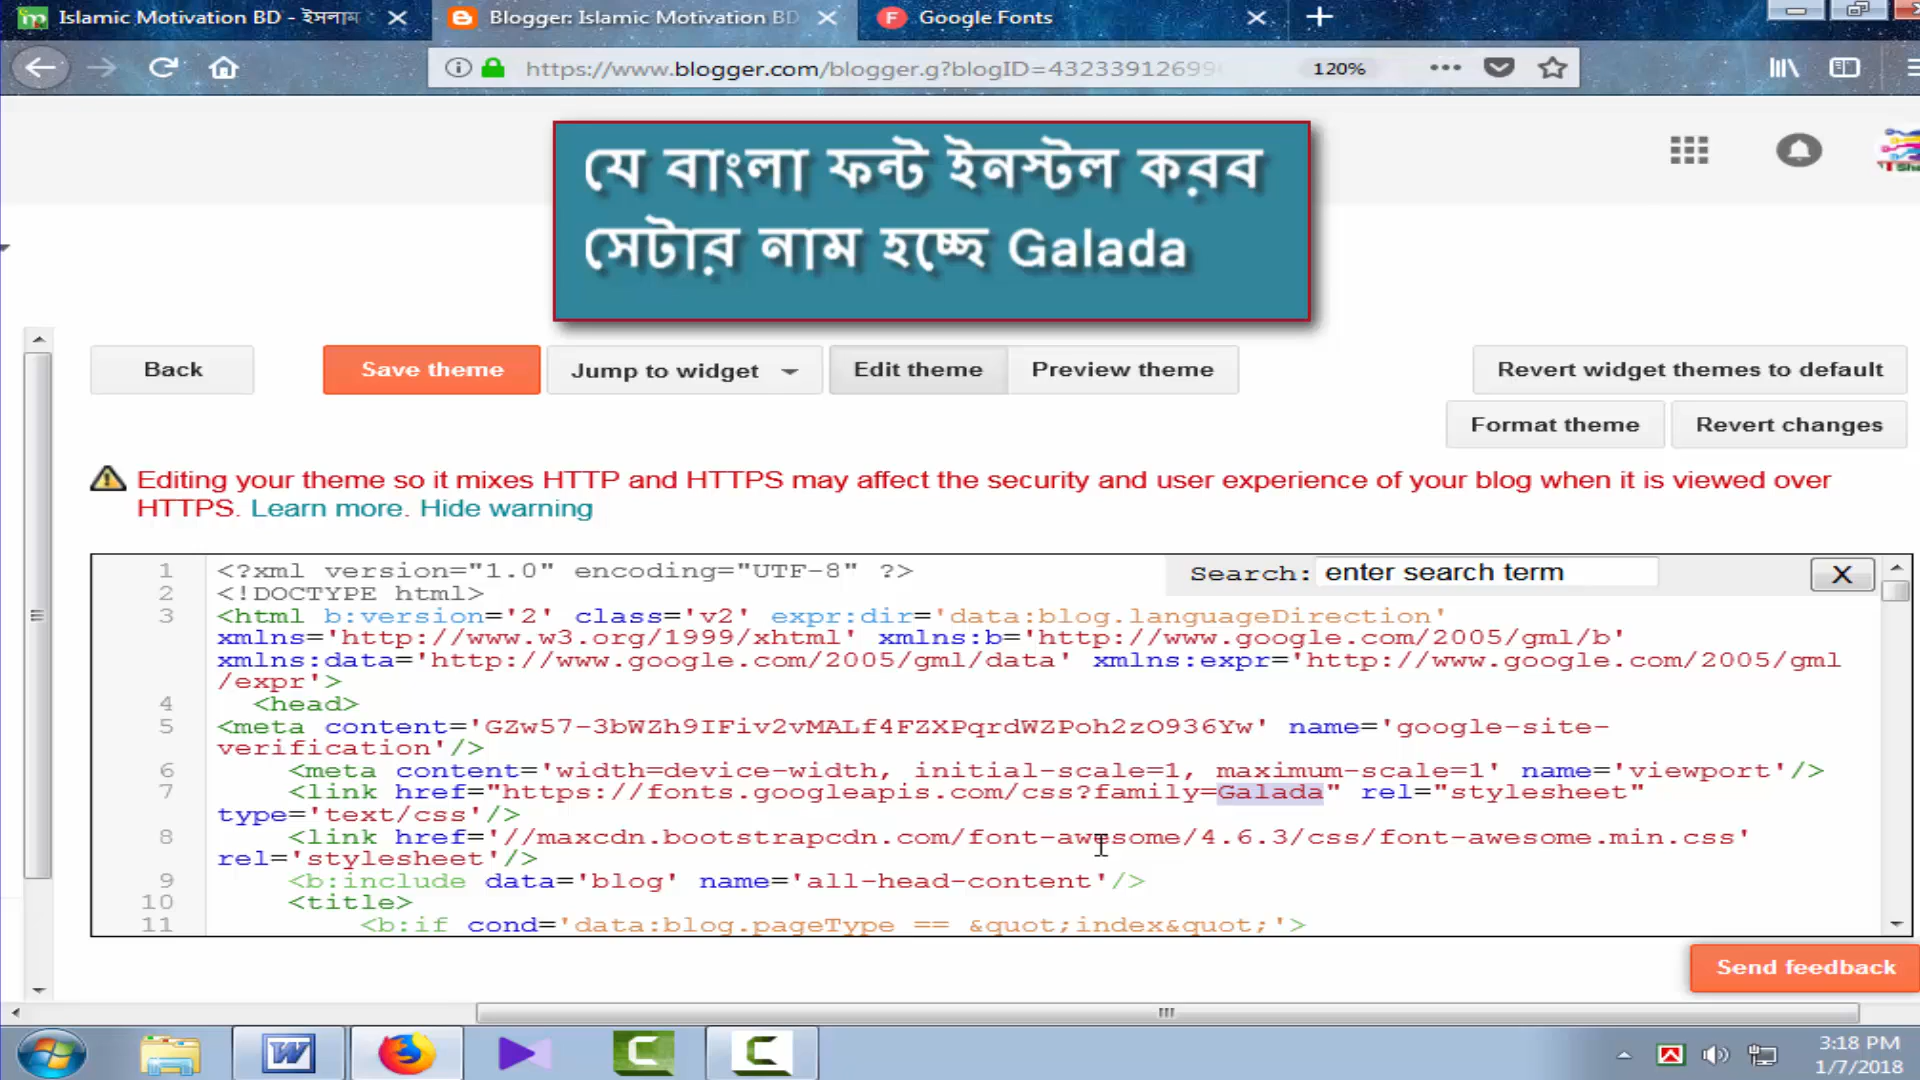 Islamic Motivation BD - ইসলাম
Blogger: Islamic Motivation BD
Google Fonts
https://www.blogger.com/blogger.g?blogID=43233912699
120%
যে বাংলা ফন্ট ইনস্টল করব
সেটার নাম হচ্ছে Galada
Back
Save theme
Jump to widget
Edit theme
Preview theme
Revert widget themes to default
Format theme
Revert changes
Editing your theme so it mixes HTTP and HTTPS may affect the security and user experience of your blog when it is viewed over
HTTPS. Learn more. Hide warning
Search: enter search term X
1 <?xml version="1.0" encoding="UTF-8" ?>
2 <!DOCTYPE html>
3 <html b:version='2' class='v2' expr:dir='data:blog.languageDirection'
xmlns='http://www.w3.org/1999/xhtml' xmlns:b='http://www.google.com/2005/gml/b'
xmlns:data='http://www.google.com/2005/gml/data' xmlns:expr='http://www.google.com/2005/gml
/expr'>
4 <head>
5 <meta content='GZw57-3bWZh9IFiv2vMALf4FZXPqrdWZPoh2zO936Yw' name='google-site-
verification'/>
6 <meta content='width=device-width, initial-scale=1, maximum-scale=1' name='viewport'/>
7 <link href="https://fonts.googleapis.com/css?family=Galada" rel="stylesheet"
type='text/css'/>
8 <link href='//maxcdn.bootstrapcdn.com/font-awesome/4.6.3/css/font-awesome.min.css'
rel='stylesheet'/>
9 <b:include data='blog' name='all-head-content'/>
10 <title>
11 <b:if cond='data:blog.pageType == &quot;index&quot;'>
Send feedback
3:18 PM
1/7/2018